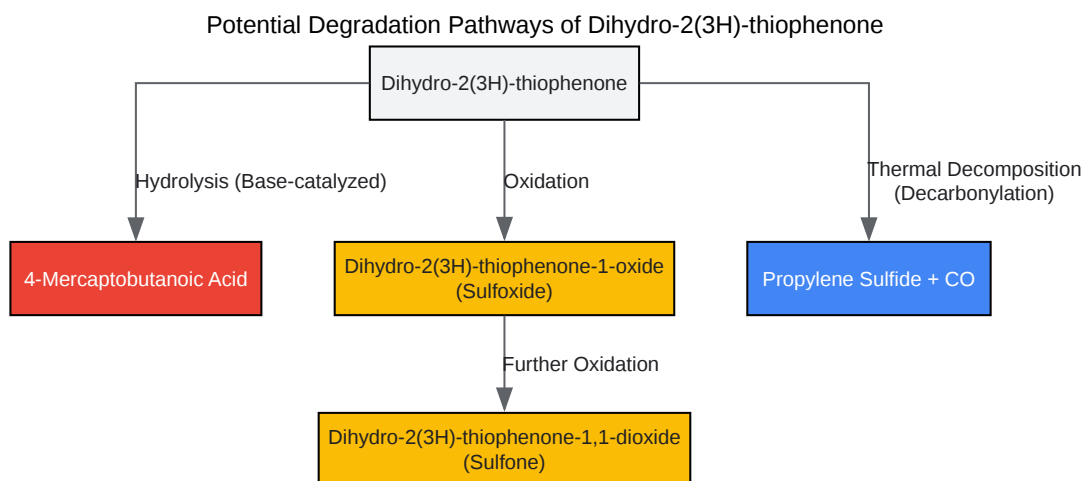 Potential Degradation Pathways of Dihydro-2(3H)-thiophenone
Dihydro-2(3H)-thiophenone
Hydrolysis (Base-catalyzed)
Oxidation
Thermal Decomposition
(Decarbonylation)
4-Mercaptobutanoic Acid
Dihydro-2(3H)-thiophenone-1-oxide
(Sulfoxide)
Propylene Sulfide + CO
Further Oxidation
Dihydro-2(3H)-thiophenone-1,1-dioxide
(Sulfone)